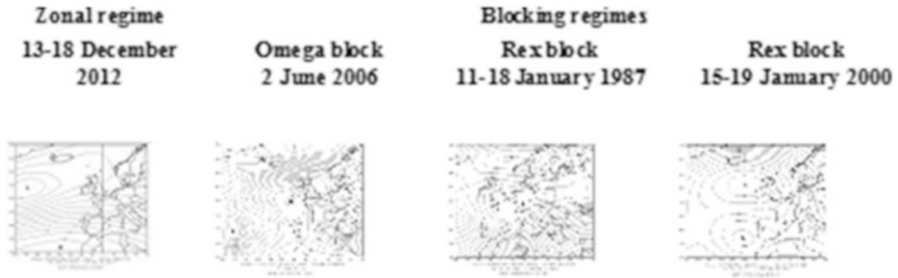 Zonal regime
Blocking regimes
13-18 December
2012
Omega block
2 June 2006
Rex block
11-18 January 1987
Rex block
15-19 January 2000